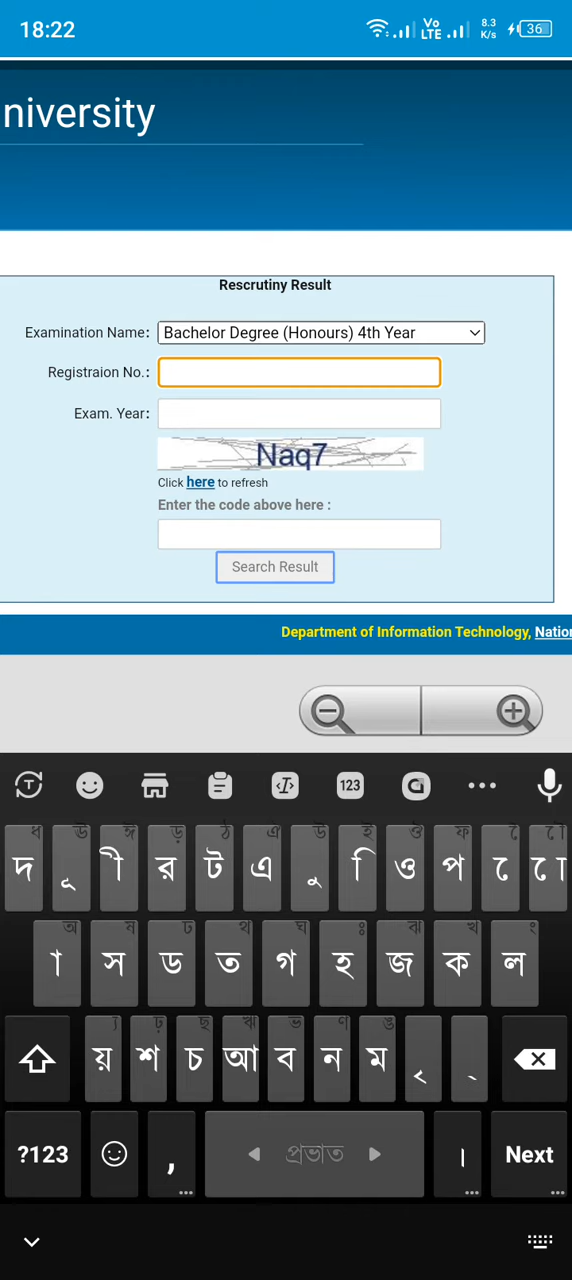 18:22
Vo
LTE
8.3
K/s
36
niversity
Rescrutiny Result
Examination Name: Bachelor Degree (Honours) 4th Year
Registraion No.:
Exam. Year:
Naq7
Click here to refresh
Enter the code above here :
Search Result
Department of Information Technology, Natio
T
123
G
ধ ঊ ঈ ড় ঠ ঐ উ ই ঔ ফ ৈ ৌ
দ ূ ী র ট এ ু ি ও প ে ো
অ ষ ঢ থ ঘ ঃ ঝ খ ং
া স ড ত গ হ জ ক ল
য ঢ় ছ ঋ ভ ণ ঙ
য় শ চ আ ব ন ম ৃ ্
?123 , প্রভাত । Next